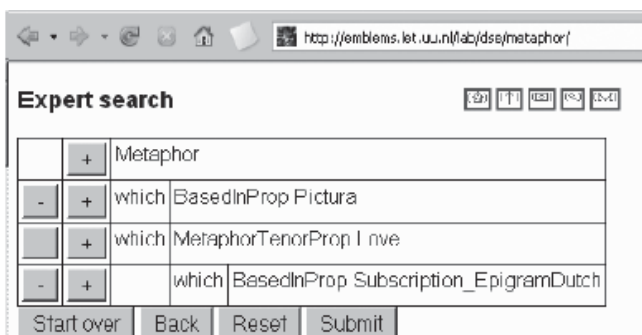 http://emblems.let.uu.nl/lab/dse/metaphor/
Expert search
+ Metaphor
- + which BasedInProp Pictura
+ which MetaphorTenorProp Love
- + which BasedInProp Subscription_EpigramDutch
Start over Back Reset Submit